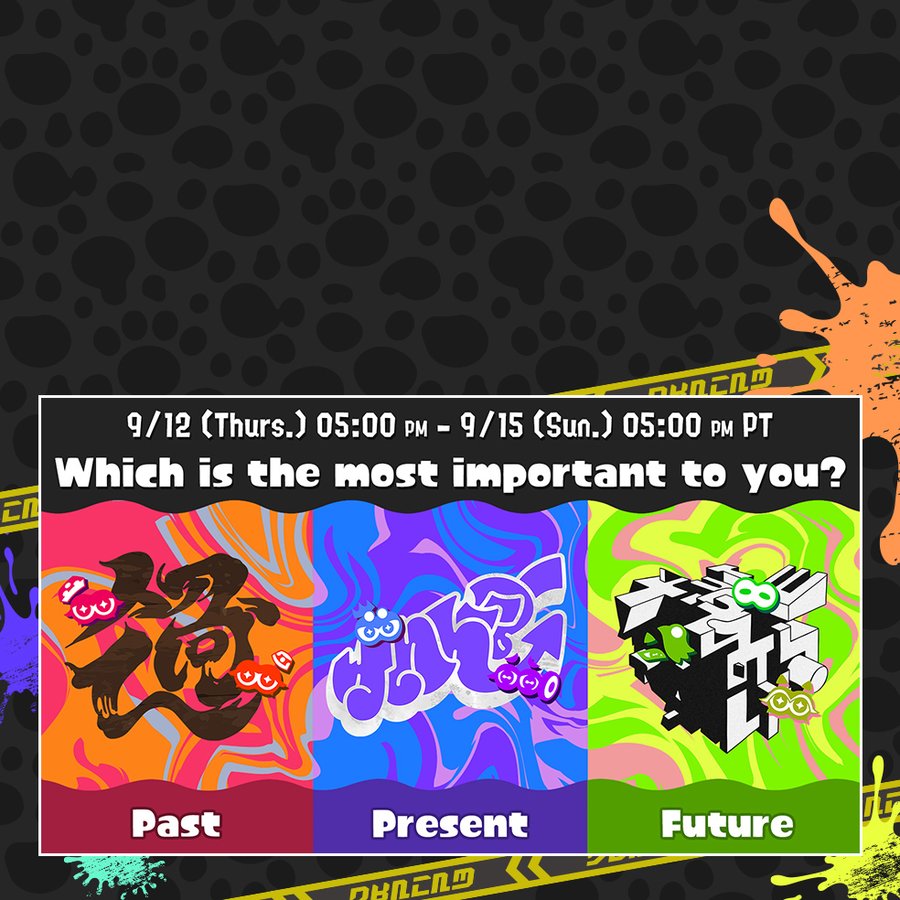 9/12 (Thurs.) 05:00 PM - 9/15 (Sun.) 05:00 PM PT
Which is the most important to you?
Past
Present
Future